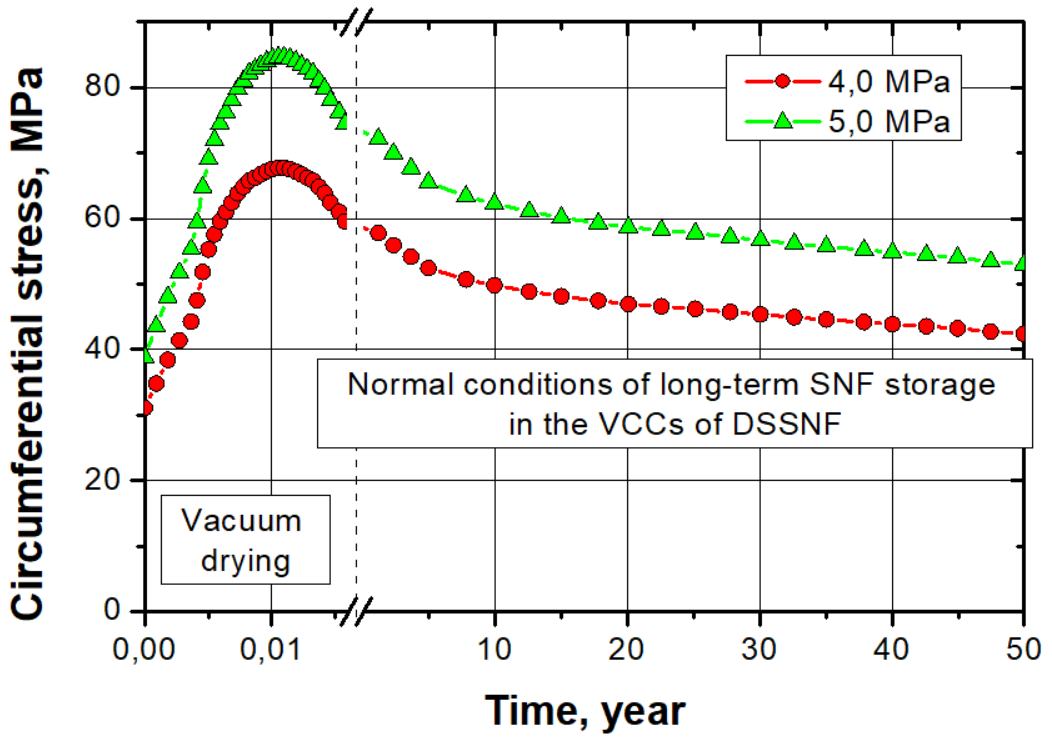 Circumferential stress, MPa
80
60
40
20
0
4,0 MPa
5,0 MPa
Normal conditions of long-term SNF storage
in the VCCs of DSSNF
Vacuum
drying
0,00
0,01
10
20
30
40
50
Time, year